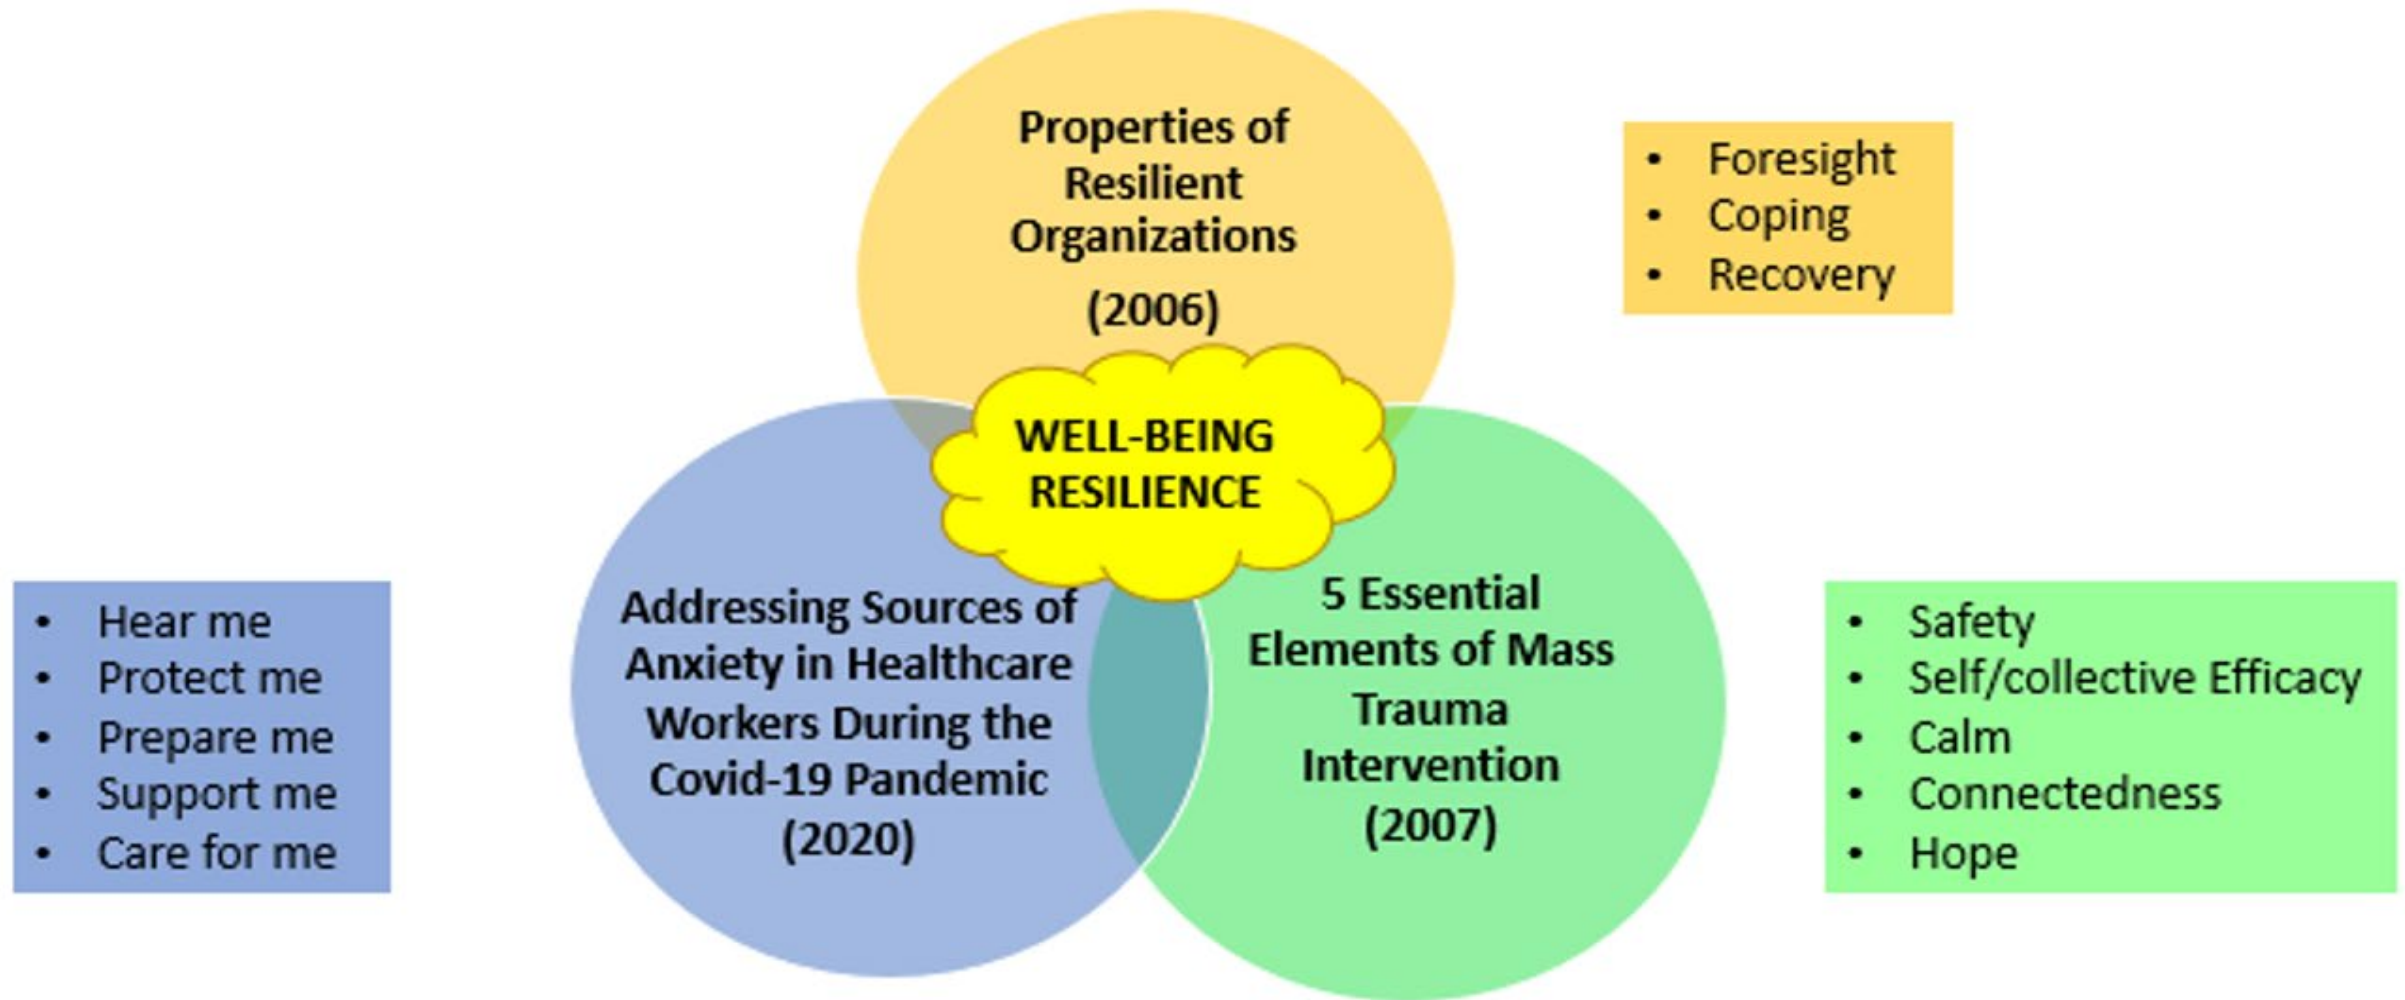 Properties of
Resilient
Organizations
(2006)
• Foresight
• Coping
• Recovery
WELL-BEING
RESILIENCE
• Hear me
• Protect me
• Prepare me
• Support me
• Care for me
Addressing Sources of
Anxiety in Healthcare
Workers During the
Covid-19 Pandemic
(2020)
5 Essential
Elements of Mass
Trauma
Intervention
(2007)
• Safety
• Self/collective Efficacy
• Calm
• Connectedness
• Hope